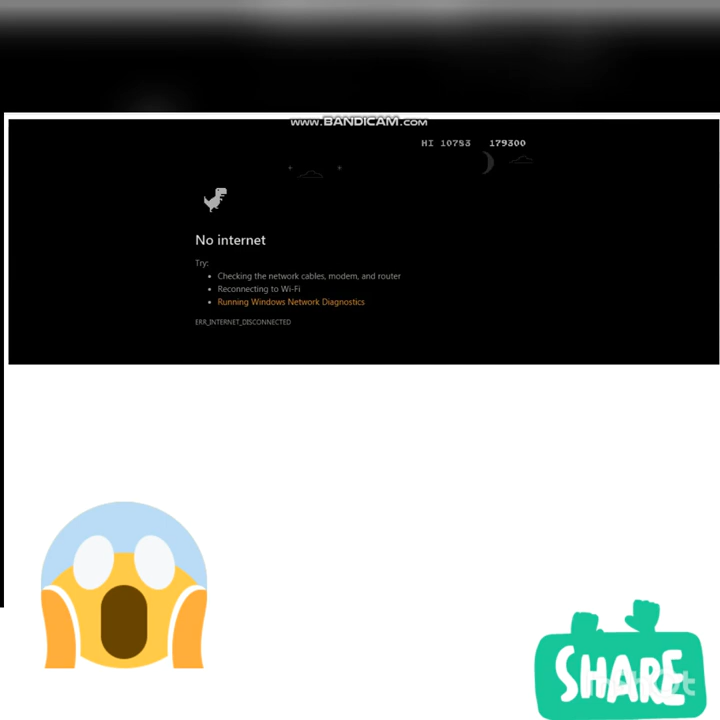 www.BANDICAM.com
HI 10783 179300
No internet
Try:
• Checking the network cables, modem, and router
• Reconnecting to Wi-Fi
• Running Windows Network Diagnostics
ERR_INTERNET_DISCONNECTED
SHARE